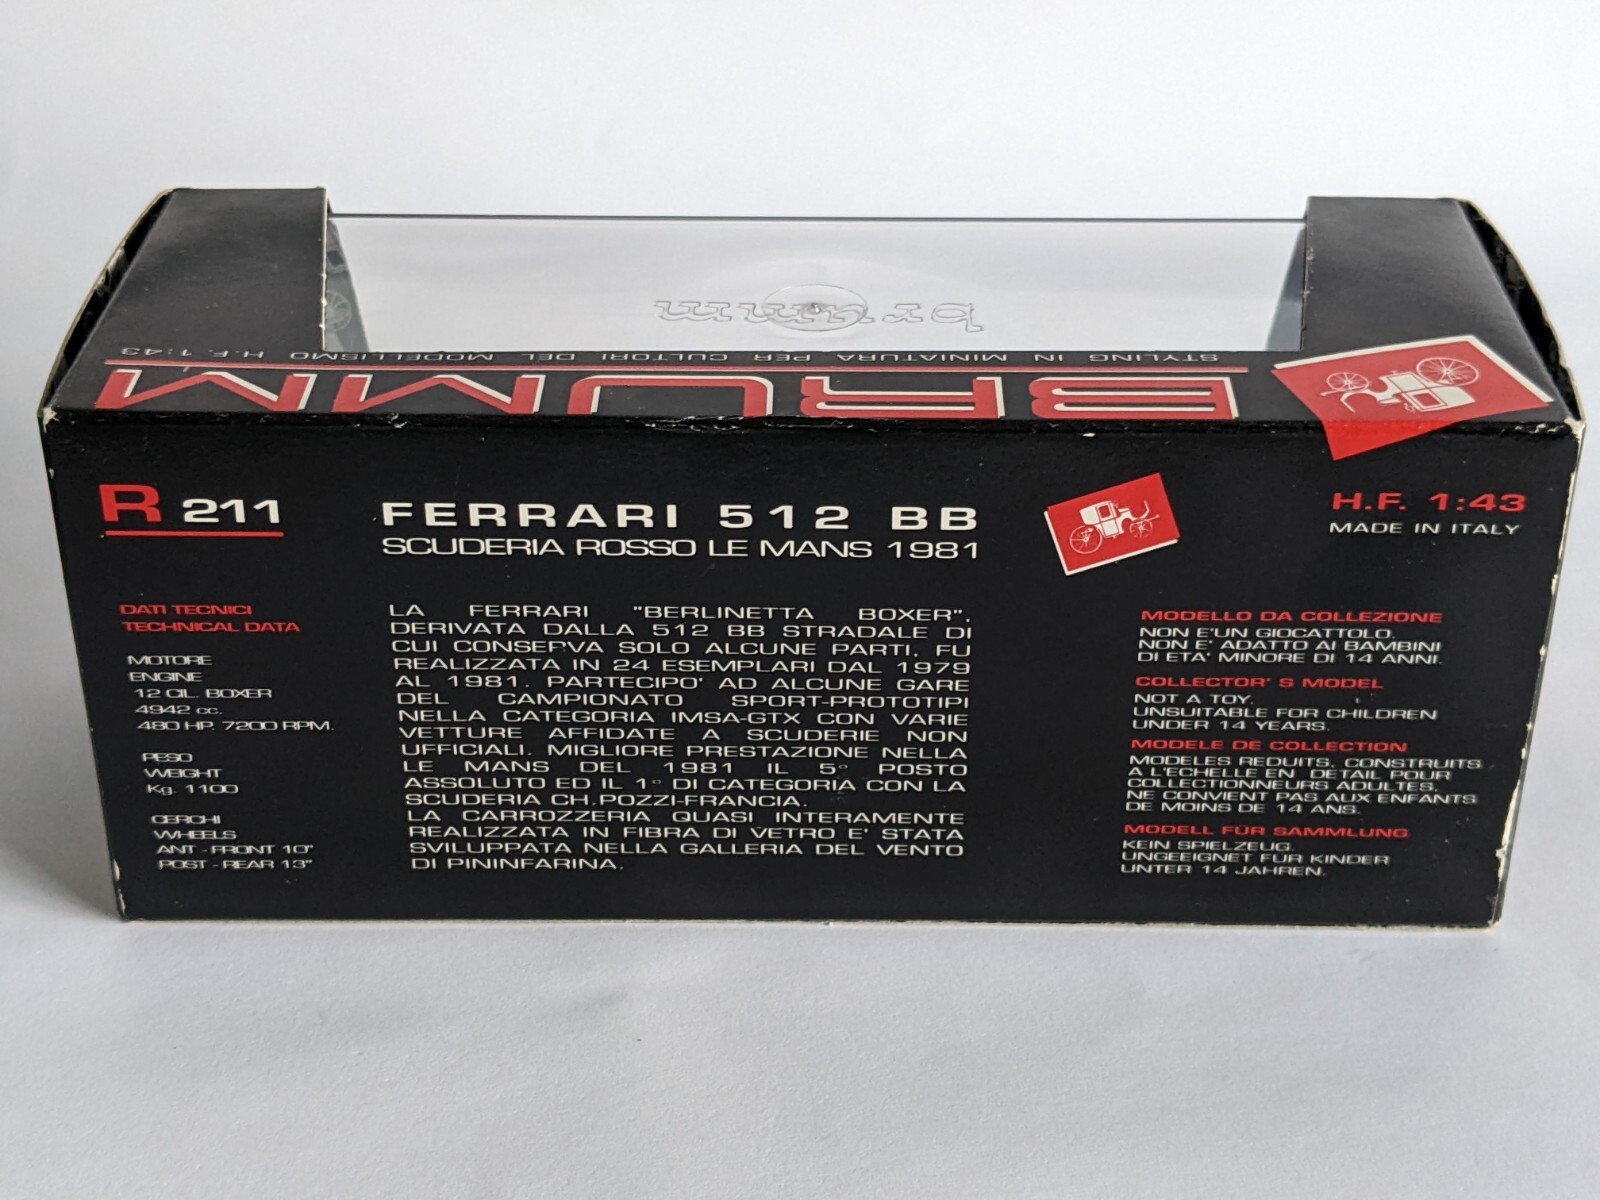 brumm
STYLING IN MINIATURA PER CULTORI DEL MODELLISMO H.F. 1:43
BRUMM
R 211
FERRARI 512 BB
SCUDERIA ROSSO LE MANS 1981
H.F. 1:43
MADE IN ITALY
DATI TECNICI
TECHNICAL DATA
MOTORE
ENGINE
12 CIL. BOXER
4942 cc.
480 HP. 7200 RPM.
PESO
WEIGHT
Kg. 1100
CERCHI
WHEELS
ANT - FRONT 10"
POST - REAR 13"
LA FERRARI "BERLINETTA BOXER",
DERIVATA DALLA 512 BB STRADALE DI
CUI CONSERVA SOLO ALCUNE PARTI, FU
REALIZZATA IN 24 ESEMPLARI DAL 1979
AL 1981. PARTECIPO' AD ALCUNE GARE
DEL CAMPIONATO SPORT-PROTOTIPI
NELLA CATEGORIA IMSA-GTX CON VARIE
VETTURE AFFIDATE A SCUDERIE NON
UFFICIALI. MIGLIORE PRESTAZIONE NELLA
LE MANS DEL 1981 IL 5° POSTO
ASSOLUTO ED IL 1° DI CATEGORIA CON LA
SCUDERIA CH.POZZI-FRANCIA.
LA CARROZZERIA QUASI INTERAMENTE
REALIZZATA IN FIBRA DI VETRO E' STATA
SVILUPPATA NELLA GALLERIA DEL VENTO
DI PININFARINA.
MODELLO DA COLLEZIONE
NON E'UN GIOCATTOLO.
NON E' ADATTO AI BAMBINI
DI ETA' MINORE DI 14 ANNI.
COLLECTOR' S MODEL
NOT A TOY.
UNSUITABLE FOR CHILDREN
UNDER 14 YEARS.
MODELE DE COLLECTION
MODELES REDUITS, CONSTRUITS
A L'ECHELLE EN DETAIL POUR
COLLECTIONNEURS ADULTES.
NE CONVIENT PAS AUX ENFANTS
DE MOINS DE 14 ANS.
MODELL FÜR SAMMLUNG
KEIN SPIELZEUG.
UNGEEIGNET FÜR KINDER
UNTER 14 JAHREN.